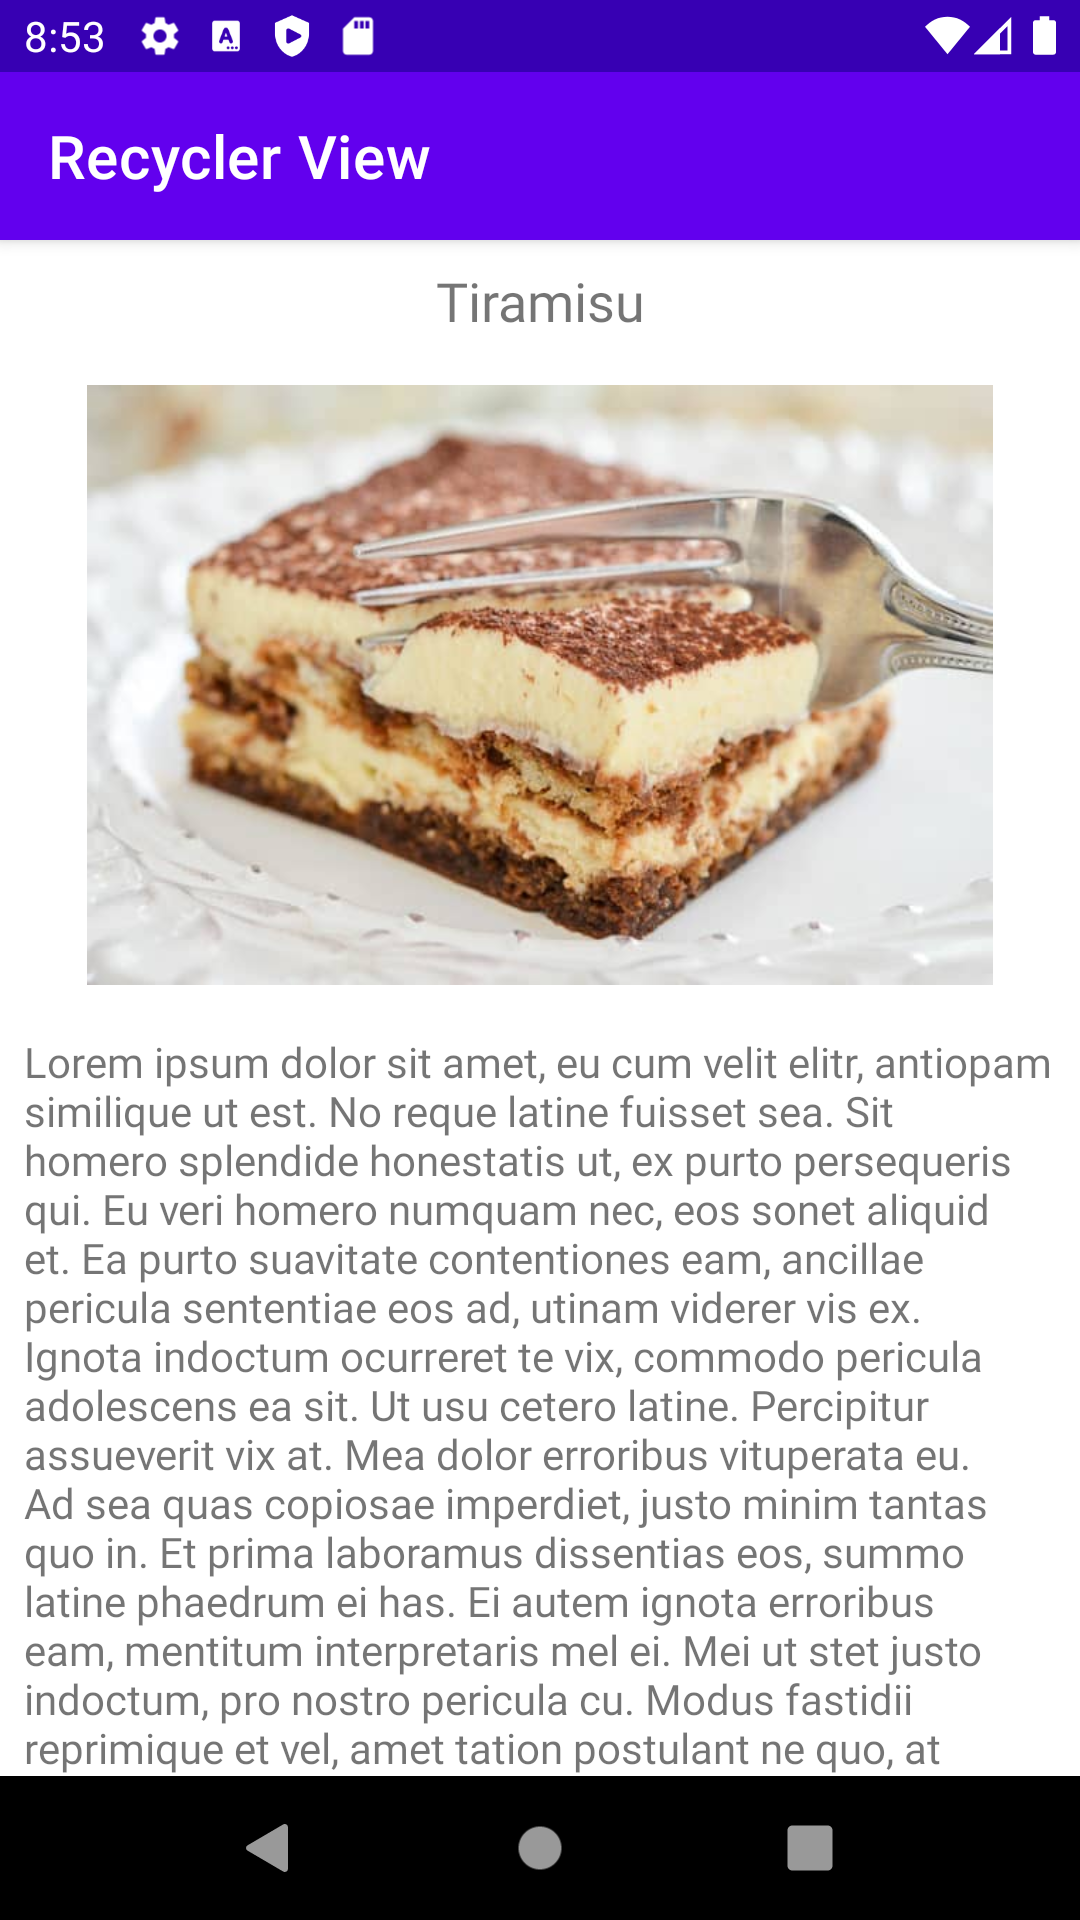 8:53
Recycler View
Tiramisu
Lorem ipsum dolor sit amet, eu cum velit elitr, antiopam
similique ut est. No reque latine fuisset sea. Sit
homero splendide honestatis ut, ex purto persequeris
qui. Eu veri homero numquam nec, eos sonet aliquid
et. Ea purto suavitate contentiones eam, ancillae
pericula sententiae eos ad, utinam viderer vis ex.
Ignota indoctum ocurreret te vix, commodo pericula
adolescens ea sit. Ut usu cetero latine. Percipitur
assueverit vix at. Mea dolor erroribus vituperata eu.
Ad sea quas copiosae imperdiet, justo minim tantas
quo in. Et prima laboramus dissentias eos, summo
latine phaedrum ei has. Ei autem ignota erroribus
eam, mentitum interpretaris mel ei. Mei ut stet justo
indoctum, pro nostro pericula cu. Modus fastidii
reprimique et vel, amet tation postulant ne quo, at